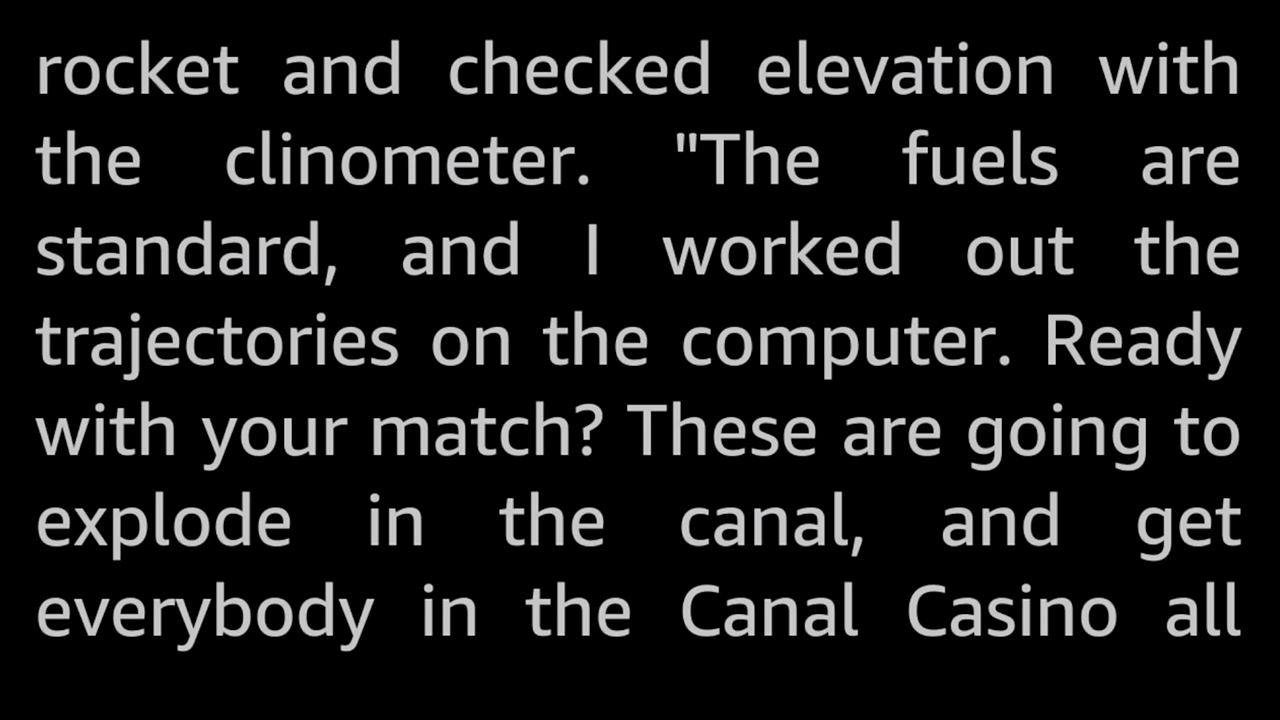 rocket and checked elevation with
the clinometer. "The fuels are
standard, and I worked out the
trajectories on the computer. Ready
with your match? These are going to
explode in the canal, and get
everybody in the Canal Casino all